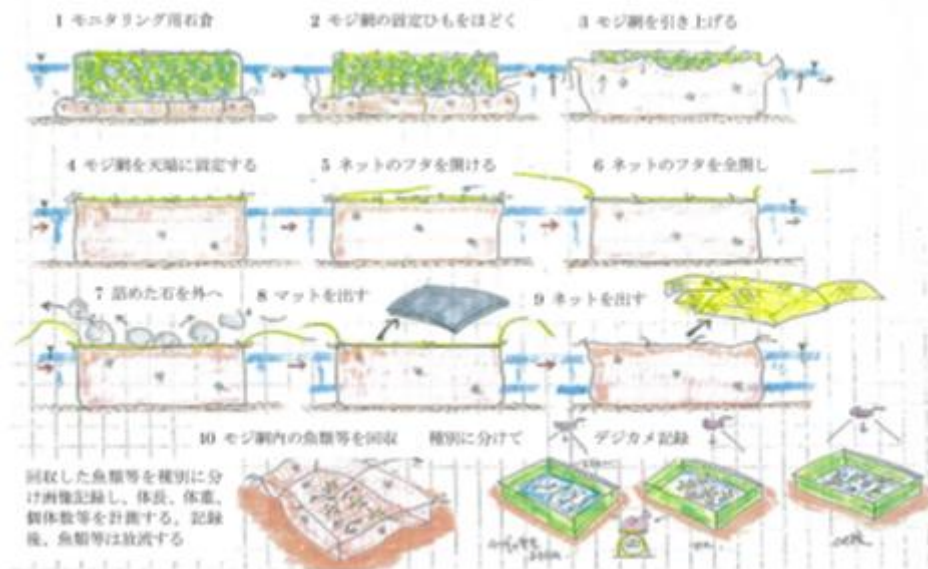 1 モニタリング用石倉
2 モジ網の固定ひもをほどく
3 モジ網を引き上げる
4 モジ網を天端に固定する
5 ネットのフタを開ける
6 ネットのフタを全開し
7 詰めた石を外へ
8 マットを出す
9 ネットを出す
10 モジ網内の魚類等を回収 種別に分けて デジカメ記録
回収した魚類等を種別に分
け画像記録し、体長、体重、
個体数等を計測する、記録
後、魚類等は放流する